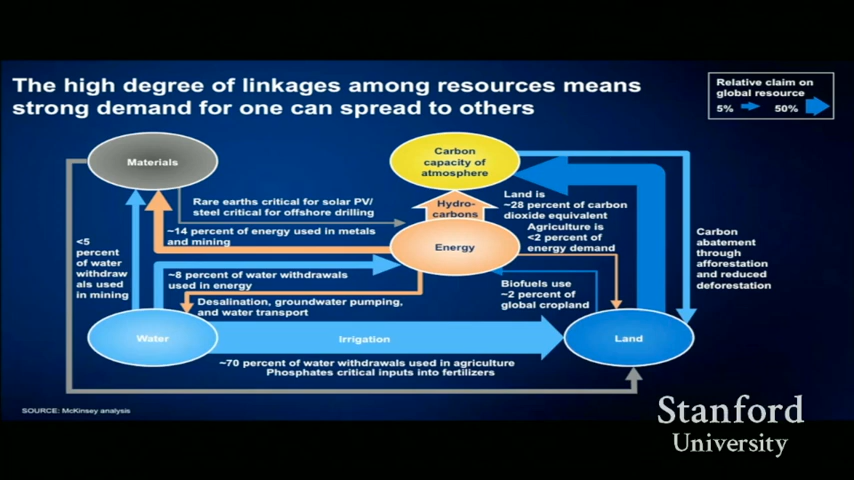 The high degree of linkages among resources means
strong demand for one can spread to others
Relative claim on
global resource
5%
50%
Materials
Carbon
capacity of
atmosphere
Rare earths critical for solar PV/
steel critical for offshore drilling
Hydro-
carbons
Land is
~28 percent of carbon
dioxide equivalent
Agriculture is
<2 percent of
energy demand
~14 percent of energy used in metals
and mining
Energy
Carbon
abatement
through
afforestation
and reduced
deforestation
<5
percent
of water
withdraw
als used
in mining
~8 percent of water withdrawals
used in energy
Biofuels use
~2 percent of
global cropland
Desalination, groundwater pumping,
and water transport
Water
Irrigation
Land
~70 percent of water withdrawals used in agriculture
Phosphates critical inputs into fertilizers
SOURCE: McKinsey analysis
Stanford
University